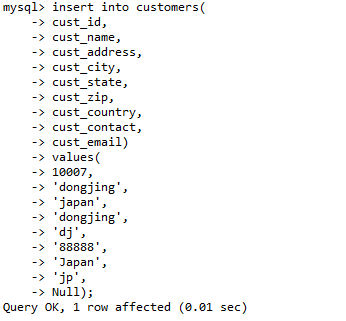 mysql> insert into customers(
    -> cust_id,
    -> cust_name,
    -> cust_address,
    -> cust_city,
    -> cust_state,
    -> cust_zip,
    -> cust_country,
    -> cust_contact,
    -> cust_email)
    -> values(
    -> 10007,
    -> 'dongjing',
    -> 'japan',
    -> 'dongjing',
    -> 'dj',
    -> '88888',
    -> 'Japan',
    -> 'jp',
    -> Null);
Query OK, 1 row affected (0.01 sec)